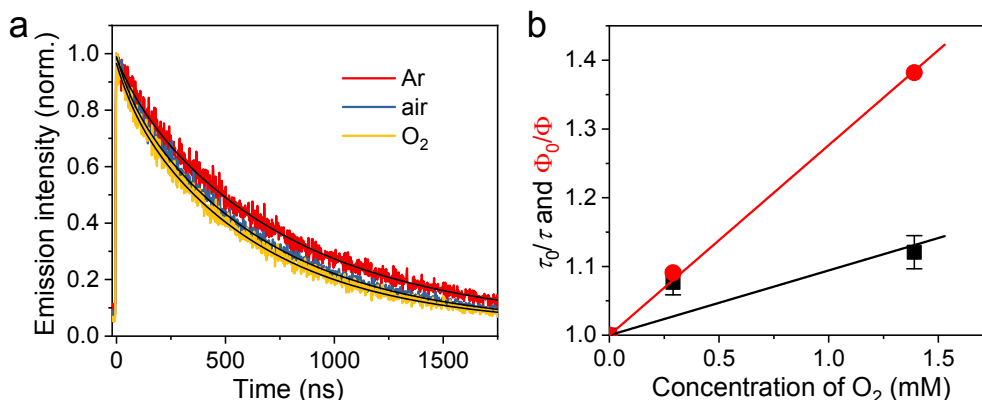 a
Emission intensity (norm.)
1.0
0.8
0.6
0.4
0.2
0.0
Ar
air
O₂
0
500
1000
1500
Time (ns)
b
τ₀/τ and Φ₀/Φ
1.4
1.3
1.2
1.1
1.0
0.0
0.5
1.0
1.5
Concentration of O₂ (mM)